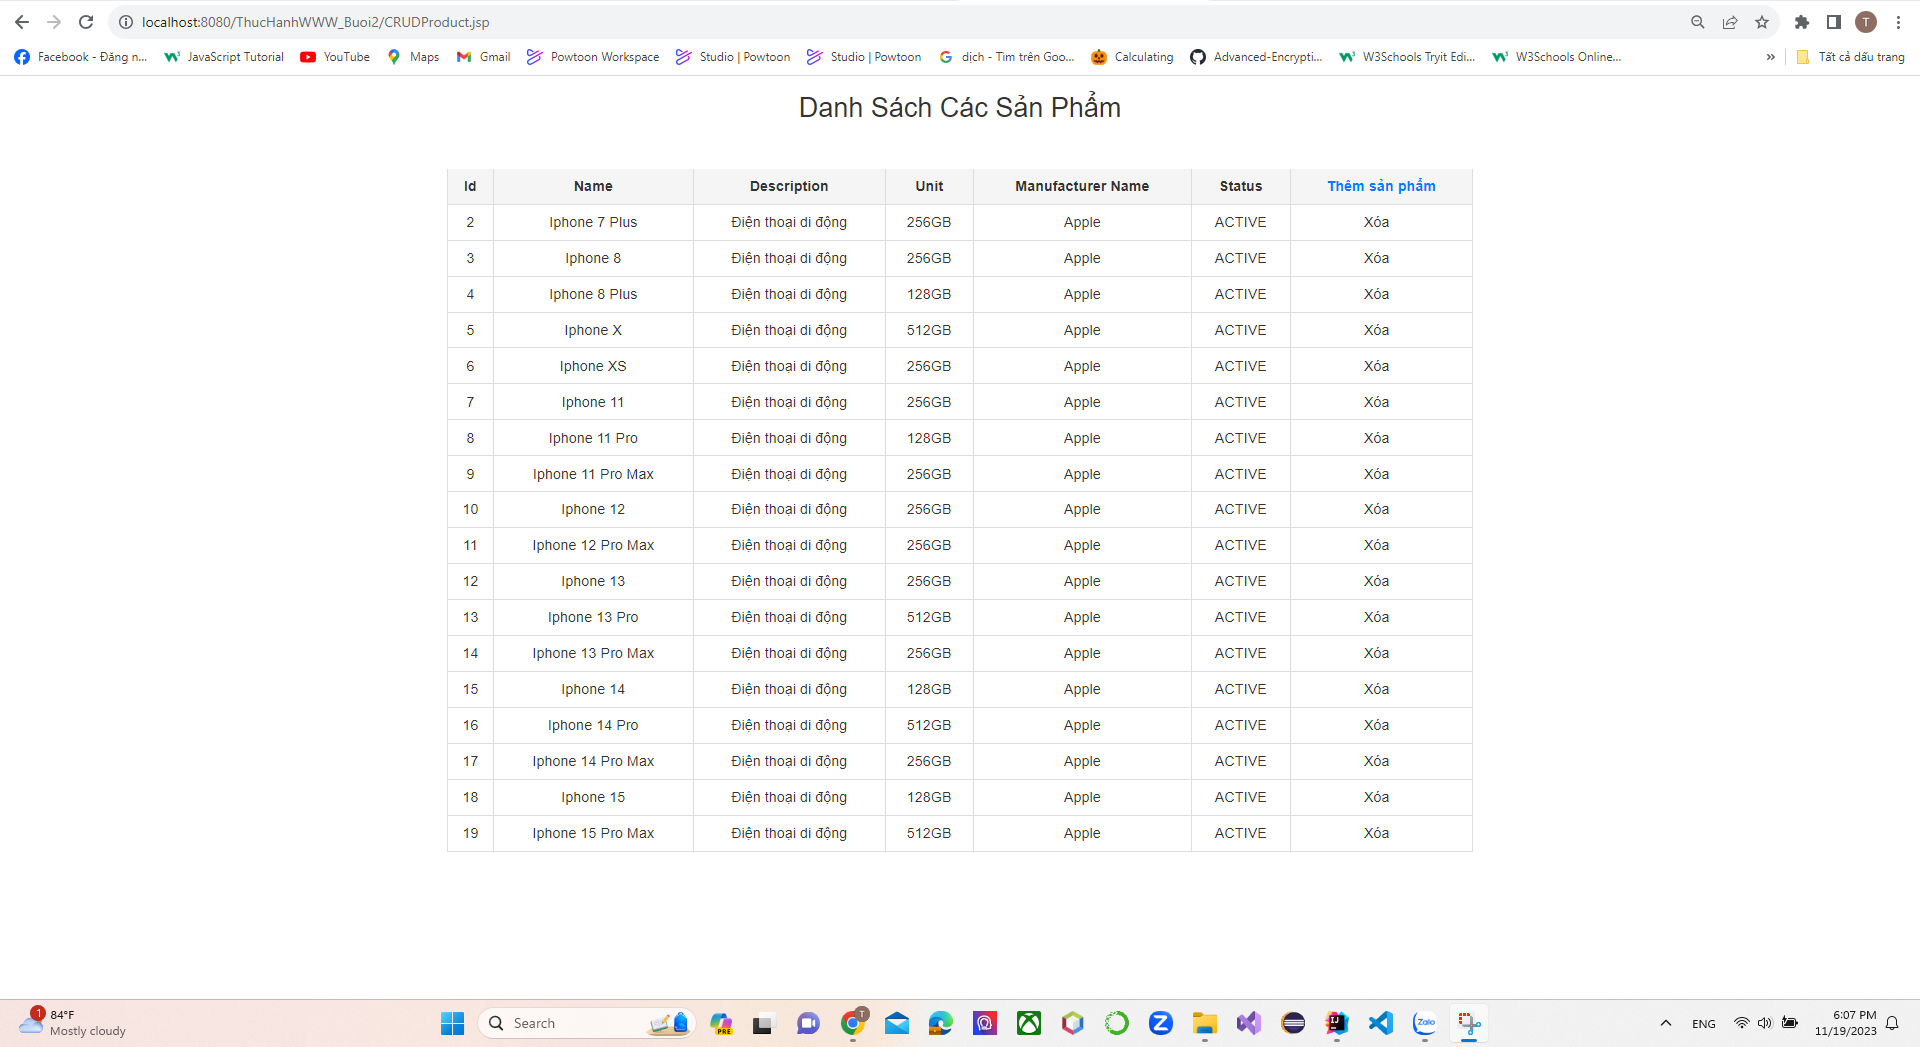 localhost:8080/ThucHanhWWW_Buoi2/CRUDProduct.jsp
T
Facebook - Đăng n... JavaScript Tutorial YouTube Maps Gmail Powtoon Workspace Studio | Powtoon Studio | Powtoon dịch - Tìm trên Goo... Calculating Advanced-Encrypti... W3Schools Tryit Edi... W3Schools Online... » Tất cả dấu trang
Danh Sách Các Sản Phẩm
Id Name Description Unit Manufacturer Name Status Thêm sản phẩm
2 Iphone 7 Plus Điện thoại di động 256GB Apple ACTIVE Xóa
3 Iphone 8 Điện thoại di động 256GB Apple ACTIVE Xóa
4 Iphone 8 Plus Điện thoại di động 128GB Apple ACTIVE Xóa
5 Iphone X Điện thoại di động 512GB Apple ACTIVE Xóa
6 Iphone XS Điện thoại di động 256GB Apple ACTIVE Xóa
7 Iphone 11 Điện thoại di động 256GB Apple ACTIVE Xóa
8 Iphone 11 Pro Điện thoại di động 128GB Apple ACTIVE Xóa
9 Iphone 11 Pro Max Điện thoại di động 256GB Apple ACTIVE Xóa
10 Iphone 12 Điện thoại di động 256GB Apple ACTIVE Xóa
11 Iphone 12 Pro Max Điện thoại di động 256GB Apple ACTIVE Xóa
12 Iphone 13 Điện thoại di động 256GB Apple ACTIVE Xóa
13 Iphone 13 Pro Điện thoại di động 512GB Apple ACTIVE Xóa
14 Iphone 13 Pro Max Điện thoại di động 256GB Apple ACTIVE Xóa
15 Iphone 14 Điện thoại di động 128GB Apple ACTIVE Xóa
16 Iphone 14 Pro Điện thoại di động 512GB Apple ACTIVE Xóa
17 Iphone 14 Pro Max Điện thoại di động 256GB Apple ACTIVE Xóa
18 Iphone 15 Điện thoại di động 128GB Apple ACTIVE Xóa
19 Iphone 15 Pro Max Điện thoại di động 512GB Apple ACTIVE Xóa
1 84°F
Mostly cloudy
Search
PRE
T
Z
IJ
Zalo
ENG
6:07 PM
11/19/2023